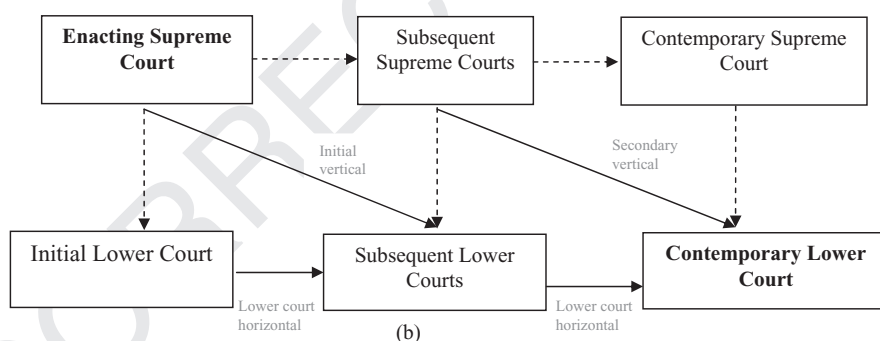 Enacting Supreme
Court
Subsequent
Supreme Courts
Contemporary Supreme
Court
Initial
vertical
Secondary
vertical
Initial Lower Court
Subsequent Lower
Courts
Contemporary Lower
Court
Lower court
horizontal
Lower court
horizontal
(b)